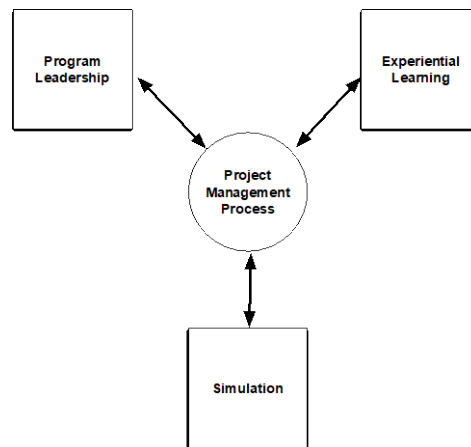 Program
Leadership
Experiential
Learning
Project
Management
Process
Simulation